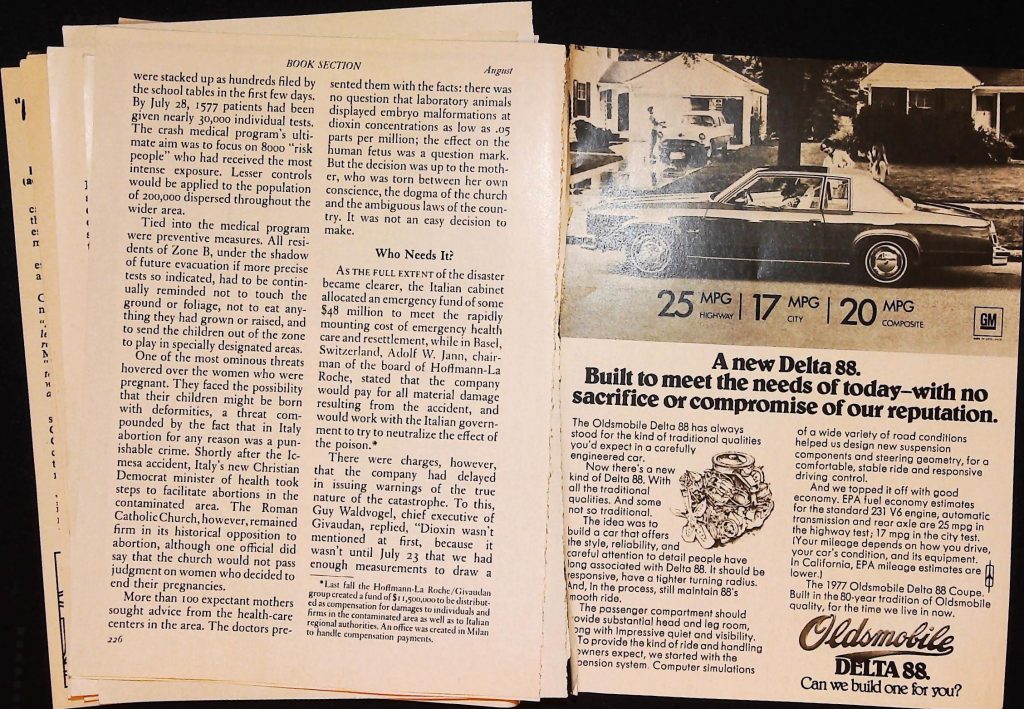 BOOK SECTION
August
were stacked up as hundreds filed by
the school tables in the first few days.
By July 28, 1577 patients had been
given nearly 30,000 individual tests.
The crash medical program's ulti-
mate aim was to focus on 8000 "risk
people" who had received the most
intense exposure. Lesser controls
would be applied to the population
of 200,000 dispersed throughout the
wider area.
Tied into the medical program
were preventive measures. All resi-
dents of Zone B, under the shadow
of future evacuation if more precise
tests so indicated, had to be contin-
ually reminded not to touch the
ground or foliage, not to eat any-
thing they had grown or raised, and
to send the children out of the zone
to play in specially designated areas.
One of the most ominous threats
hovered over the women who were
pregnant. They faced the possibility
that their children might be born
with deformities, a threat com-
pounded by the fact that in Italy
abortion for any reason was a pun-
ishable crime. Shortly after the Ic-
mesa accident, Italy's new Christian
Democrat minister of health took
steps to facilitate abortions in the
contaminated area. The Roman
Catholic Church, however, remained
firm in its historical opposition to
abortion, although one official did
say that the church would not pass
judgment on women who decided to
end their pregnancies.
More than 100 expectant mothers
sought advice from the health-care
centers in the area. The doctors pre-
226
sented them with the facts: there was
no question that laboratory animals
displayed embryo malformations at
dioxin concentrations as low as .05
parts per million; the effect on the
human fetus was a question mark.
But the decision was up to the moth-
er, who was torn between her own
conscience, the dogma of the church
and the ambiguous laws of the coun-
try. It was not an easy decision to
make.
Who Needs It?
AS THE FULL EXTENT of the disaster
became clearer, the Italian cabinet
allocated an emergency fund of some
$48 million to meet the rapidly
mounting cost of emergency health
care and resettlement, while in Basel,
Switzerland, Adolf W. Jann, chair-
man of the board of Hoffmann-La
Roche, stated that the company
would pay for all material damage
resulting from the accident, and
would work with the Italian govern-
ment to try to neutralize the effect of
the poison.*
There were charges, however,
that the company had delayed
in issuing warnings of the true
nature of the catastrophe. To this,
Guy Waldvogel, chief executive of
Givaudan, replied, "Dioxin wasn't
mentioned at first, because it
wasn't until July 23 that we had
enough measurements to draw a
*Last fall the Hoffmann-La Roche/Givaudan
group created a fund of $11,500,000 to be distribut-
ed as compensation for damages to individuals and
firms in the contaminated area as well as to Italian
regional authorities. An office was created in Milan
to handle compensation payments.
25 MPG HIGHWAY | 17 MPG CITY | 20 MPG COMPOSITE
GM
A new Delta 88.
Built to meet the needs of today—with no
sacrifice or compromise of our reputation.
The Oldsmobile Delta 88 has always
stood for the kind of traditional qualities
you'd expect in a carefully
engineered car.
Now there's a new
kind of Delta 88. With
all the traditional
qualities. And some
not so traditional.
The idea was to
build a car that offers
the style, reliability, and
careful attention to detail people have
long associated with Delta 88. It should be
responsive, have a tighter turning radius.
And, in the process, still maintain 88's
smooth ride.
The passenger compartment should
provide substantial head and leg room,
along with impressive quiet and visibility.
To provide the kind of ride and handling
owners expect, we started with the
suspension system. Computer simulations
of a wide variety of road conditions
helped us design new suspension
components and steering geometry, for a
comfortable, stable ride and responsive
driving control.
And we topped it off with good
economy. EPA fuel economy estimates
for the standard 231 V6 engine, automatic
transmission and rear axle are 25 mpg in
the highway test; 17 mpg in the city test.
(Your mileage depends on how you drive,
your car's condition, and its equipment.
In California, EPA mileage estimates are
lower.)
The 1977 Oldsmobile Delta 88 Coupe.
Built in the 80-year tradition of Oldsmobile
quality, for the time we live in now.
Oldsmobile
DELTA 88.
Can we build one for you?